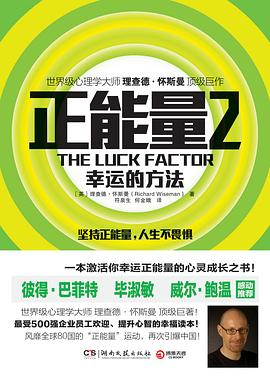 世界级心理学大师 理查德·怀斯曼 顶级巨作
正能量2
THE LUCK FACTOR
幸运的方法
[英] 理查德·怀斯曼 (Richard Wiseman) 著
符泉生 何金娥 译
坚持正能量，人生不畏惧
一本激活你幸运正能量的心灵成长之书！
彼得·巴菲特 毕淑敏 威尔·鲍温 感动推荐
世界级心理学大师 理查德·怀斯曼 顶级巨著！
最受500强企业员工欢迎、提升心智的幸福读本！
风靡全球80国的“正能量”运动，再次引爆中国！
CS 湖南文艺出版社 博集天卷